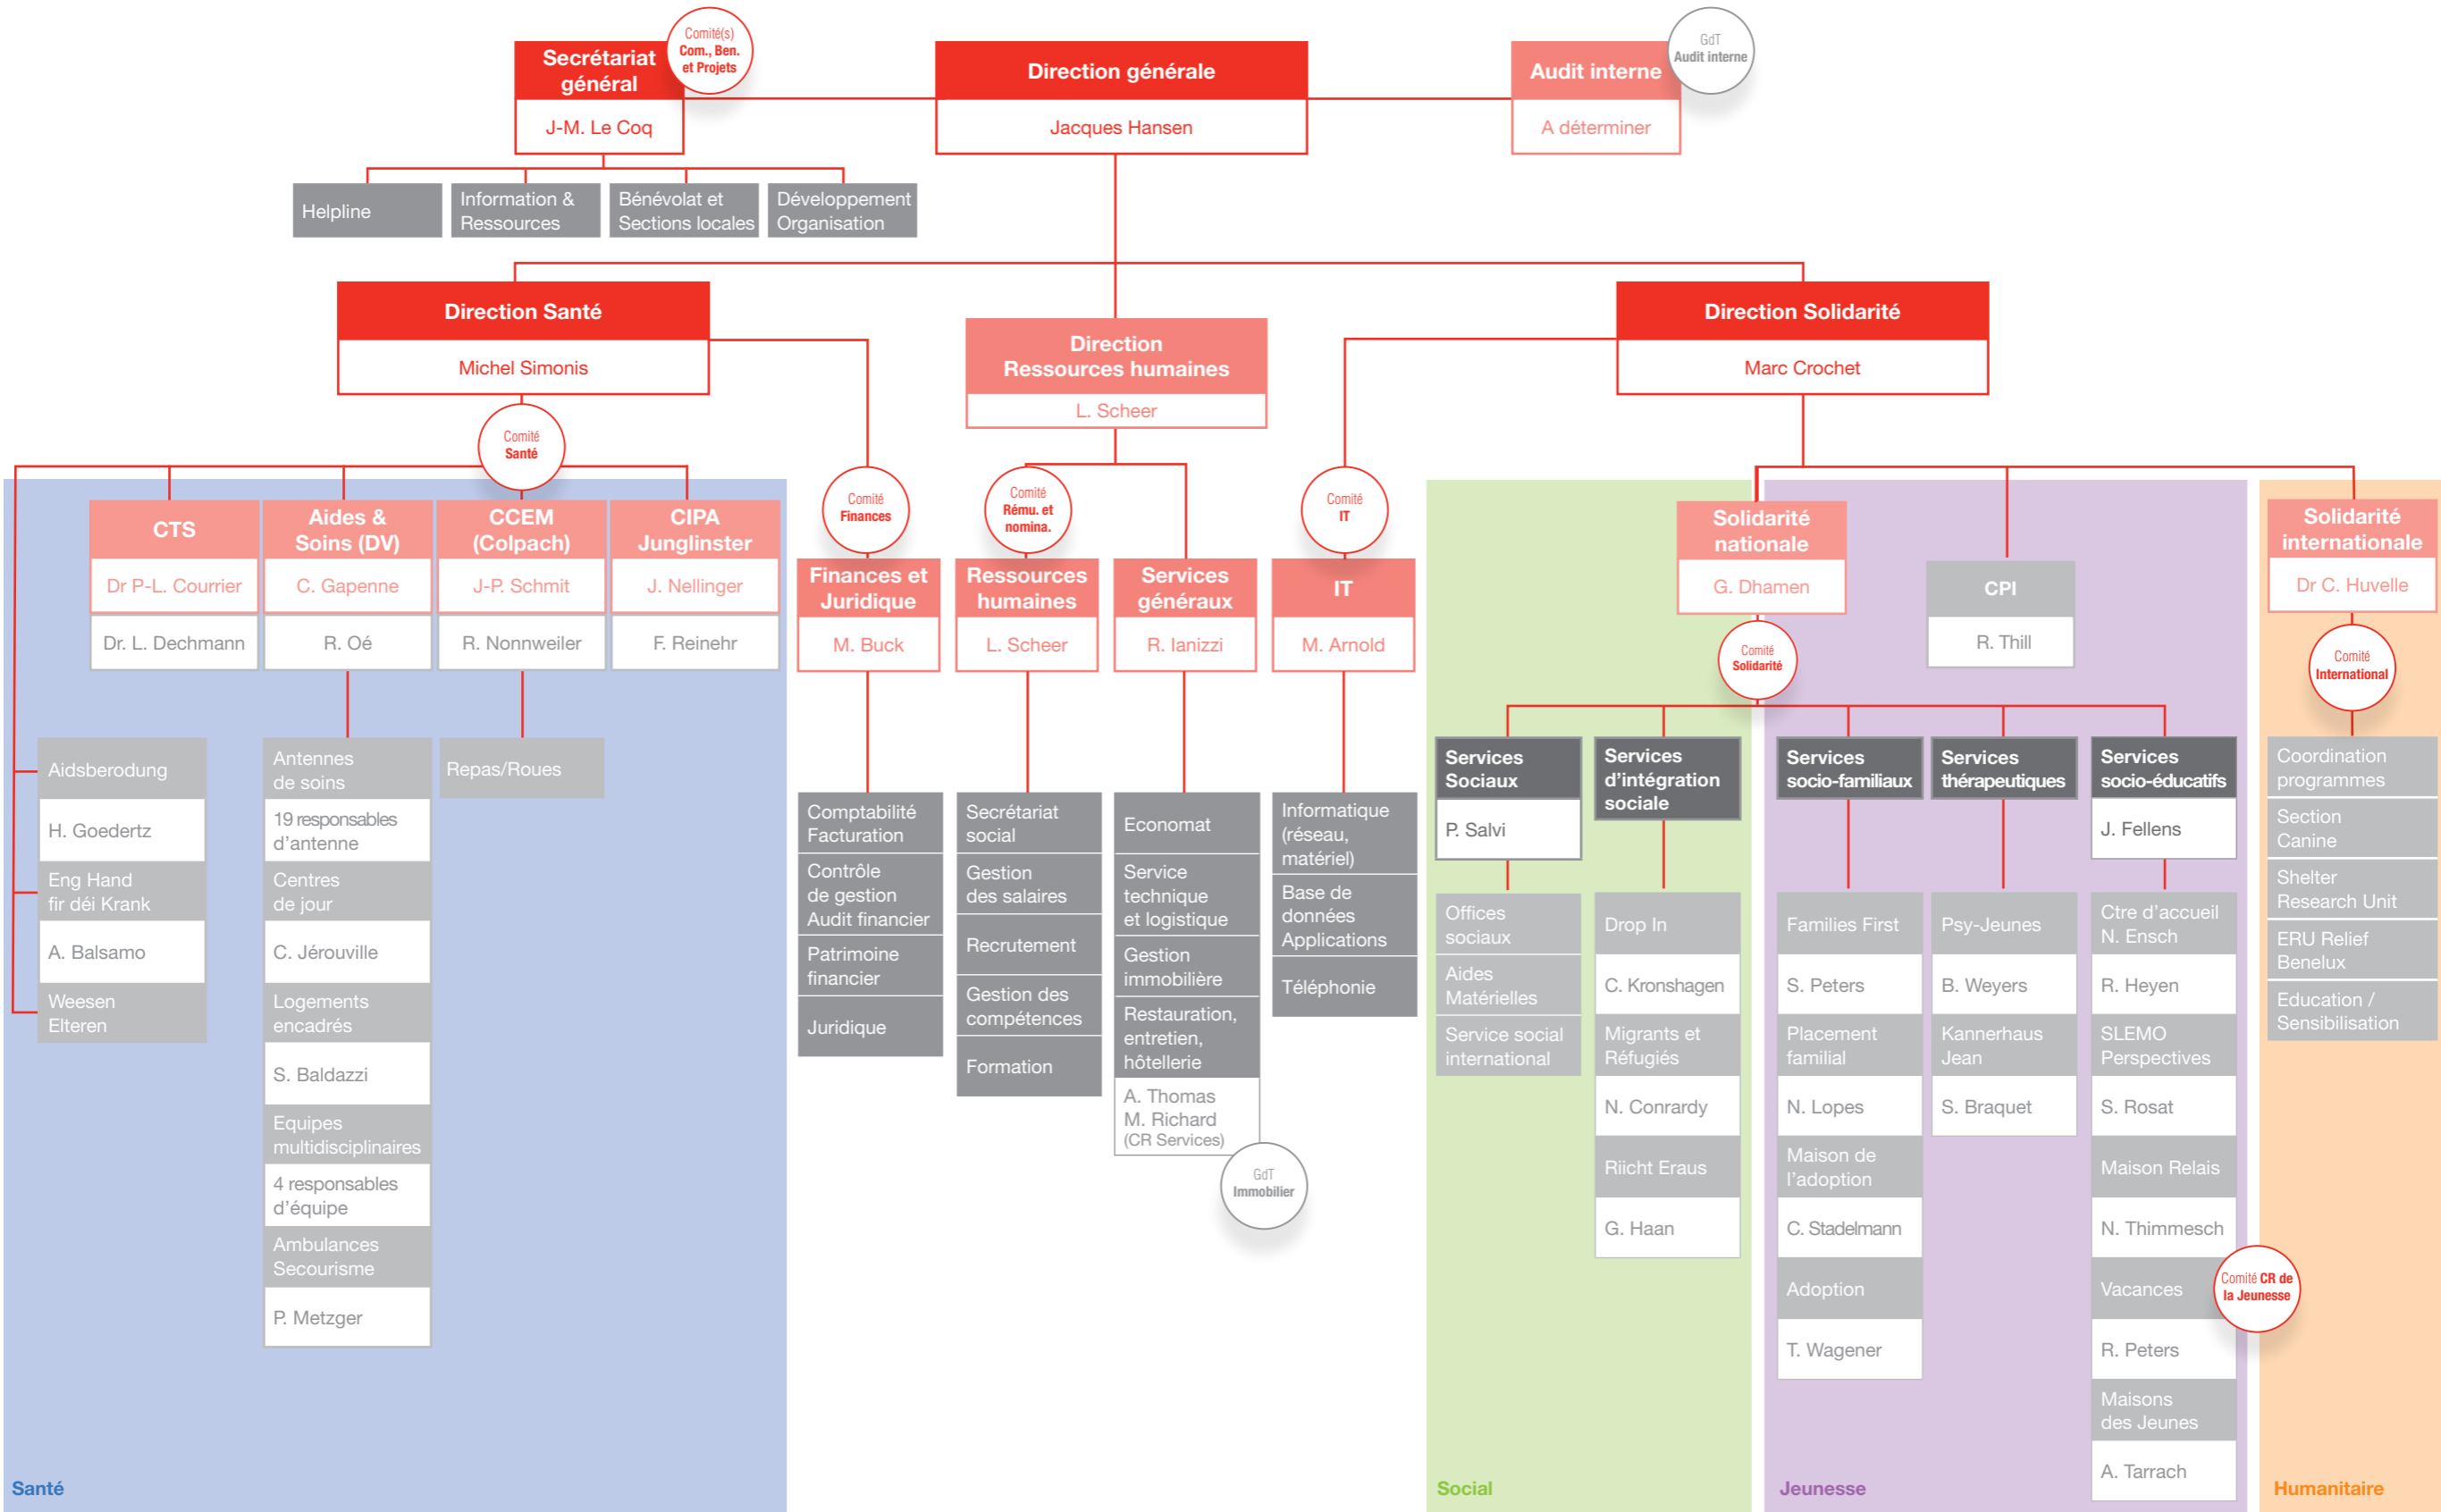 Comité(s)
Com., Ben.
et Projets
Secrétariat
général
J-M. Le Coq
Direction générale
Jacques Hansen
Audit interne
A déterminer
GdT
Audit interne
Helpline
Information &
Ressources
Bénévolat et
Sections locales
Développement
Organisation
Direction Santé
Michel Simonis
Direction
Ressources humaines
L. Scheer
Direction Solidarité
Marc Crochet
Comité
Santé
CTS
Dr P-L. Courrier
Dr. L. Dechmann
Aides &
Soins (DV)
C. Gapenne
R. Oé
CCEM
(Colpach)
J-P. Schmit
R. Nonnweiler
CIPA
Junglinster
J. Nellinger
F. Reinehr
Aidsberodung
H. Goedertz
Eng Hand
fir déi Krank
A. Balsamo
Weesen
Elteren
Antennes
de soins
19 responsables
d'antenne
Centres
de jour
C. Jérouville
Logements
encadrés
S. Baldazzi
Equipes
multidisciplinaires
4 responsables
d'équipe
Ambulances
Secourisme
P. Metzger
Repas/Roues
Santé
Comité
Finances
Finances et
Juridique
M. Buck
Comptabilité
Facturation
Contrôle
de gestion
Audit financier
Patrimoine
financier
Juridique
Comité
Rému. et
nomina.
Ressources
humaines
L. Scheer
Secrétariat
social
Gestion
des salaires
Recrutement
Gestion des
compétences
Formation
Services
généraux
R. Ianizzi
Economat
Service
technique
et logistique
Gestion
immobilière
Restauration,
entretien,
hôtellerie
A. Thomas
M. Richard
(CR Services)
GdT
Immobilier
Comité
IT
IT
M. Arnold
Informatique
(réseau,
matériel)
Base de
données
Applications
Téléphonie
Solidarité
nationale
G. Dhamen
Comité
Solidarité
CPI
R. Thill
Solidarité
internationale
Dr C. Huvelle
Comité
International
Services
Sociaux
P. Salvi
Offices
sociaux
Aides
Matérielles
Service social
international
Services
d'intégration
sociale
Drop In
C. Kronshagen
Migrants et
Réfugiés
N. Conrardy
Riicht Eraus
G. Haan
Social
Services
socio-familiaux
Families First
S. Peters
Placement
familial
N. Lopes
Maison de
l'adoption
C. Stadelmann
Adoption
T. Wagener
Services
thérapeutiques
Psy-Jeunes
B. Weyers
Kannerhaus
Jean
S. Braquet
Services
socio-éducatifs
J. Fellens
Ctre d'accueil
N. Ensch
R. Heyen
SLEMO
Perspectives
S. Rosat
Maison Relais
N. Thimmesch
Vacances
Comité CR de
la Jeunesse
R. Peters
Maisons
des Jeunes
A. Tarrach
Jeunesse
Coordination
programmes
Section
Canine
Shelter
Research Unit
ERU Relief
Benelux
Education /
Sensibilisation
Humanitaire